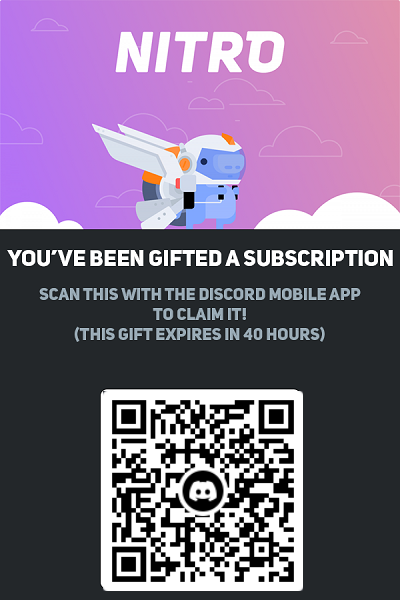 NITRO
YOU'VE BEEN GIFTED A SUBSCRIPTION
SCAN THIS WITH THE DISCORD MOBILE APP
TO CLAIM IT!
(THIS GIFT EXPIRES IN 40 HOURS)